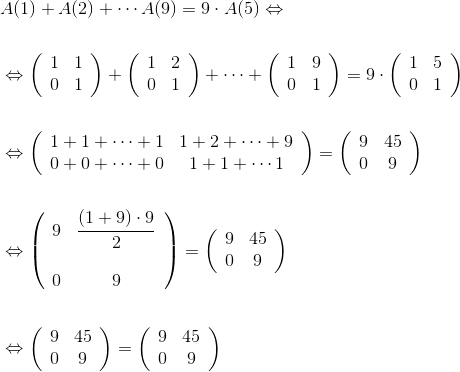 A(1) + A(2) + ⋯ A(9) = 9 · A(5) ⇔
⇔ ( 1 1 ; 0 1 ) + ( 1 2 ; 0 1 ) + ⋯ + ( 1 9 ; 0 1 ) = 9 · ( 1 5 ; 0 1 )
⇔ ( 1 + 1 + ⋯ + 1 1 + 2 + ⋯ + 9 ; 0 + 0 + ⋯ + 0 1 + 1 + ⋯ 1 ) = ( 9 45 ; 0 9 )
⇔ ( 9 (1 + 9) · 9 / 2 ; 0 9 ) = ( 9 45 ; 0 9 )
⇔ ( 9 45 ; 0 9 ) = ( 9 45 ; 0 9 )